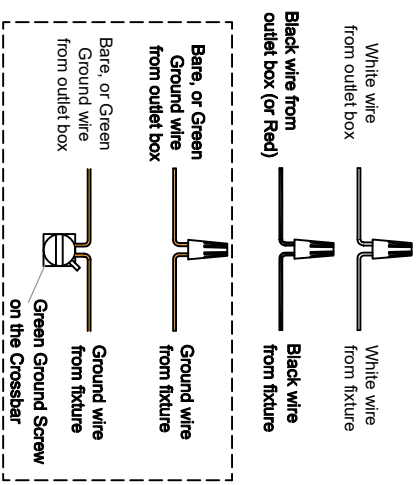 White wire
from outlet box
White wire
from fixture
Black wire from
outlet box (or Red)
Black wire
from fixture
Bare, or Green
Ground wire
from outlet box
Ground wire
from fixture
Bare, or Green
Ground wire
from outlet box
Ground wire
from fixture
Green Ground Screw
on the Crossbar